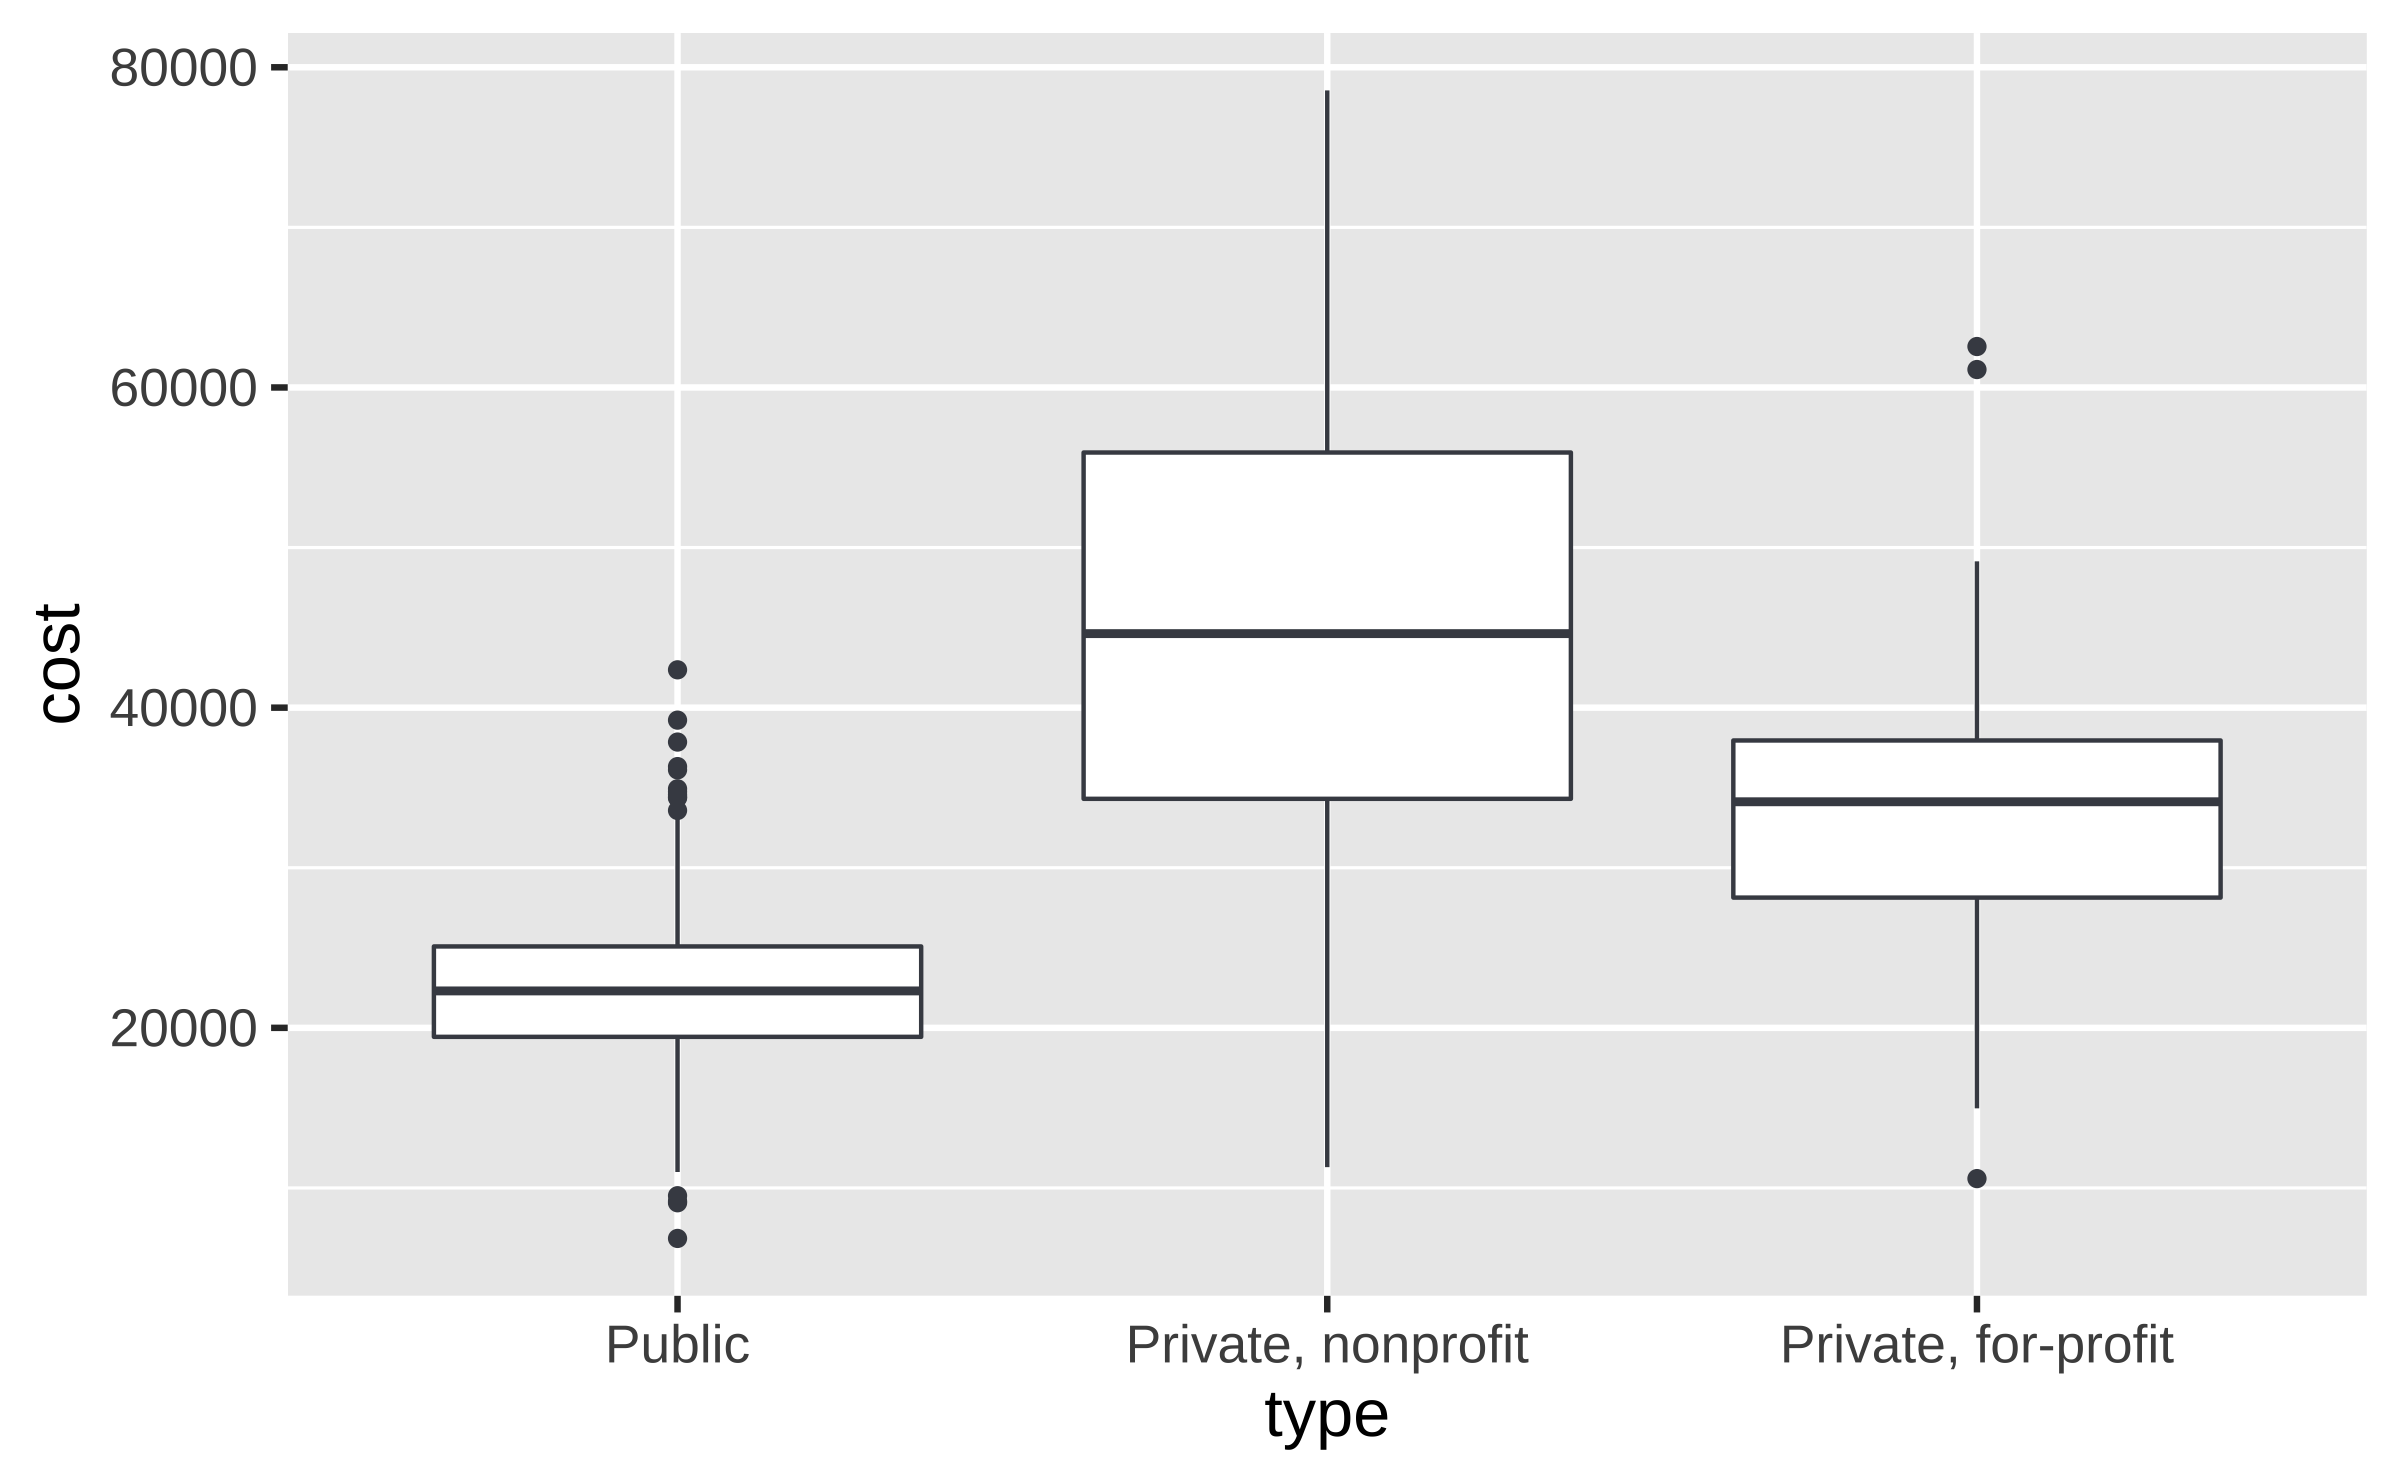 80000
60000
40000
20000
cost
Public
Private, nonprofit
Private, for-profit
type